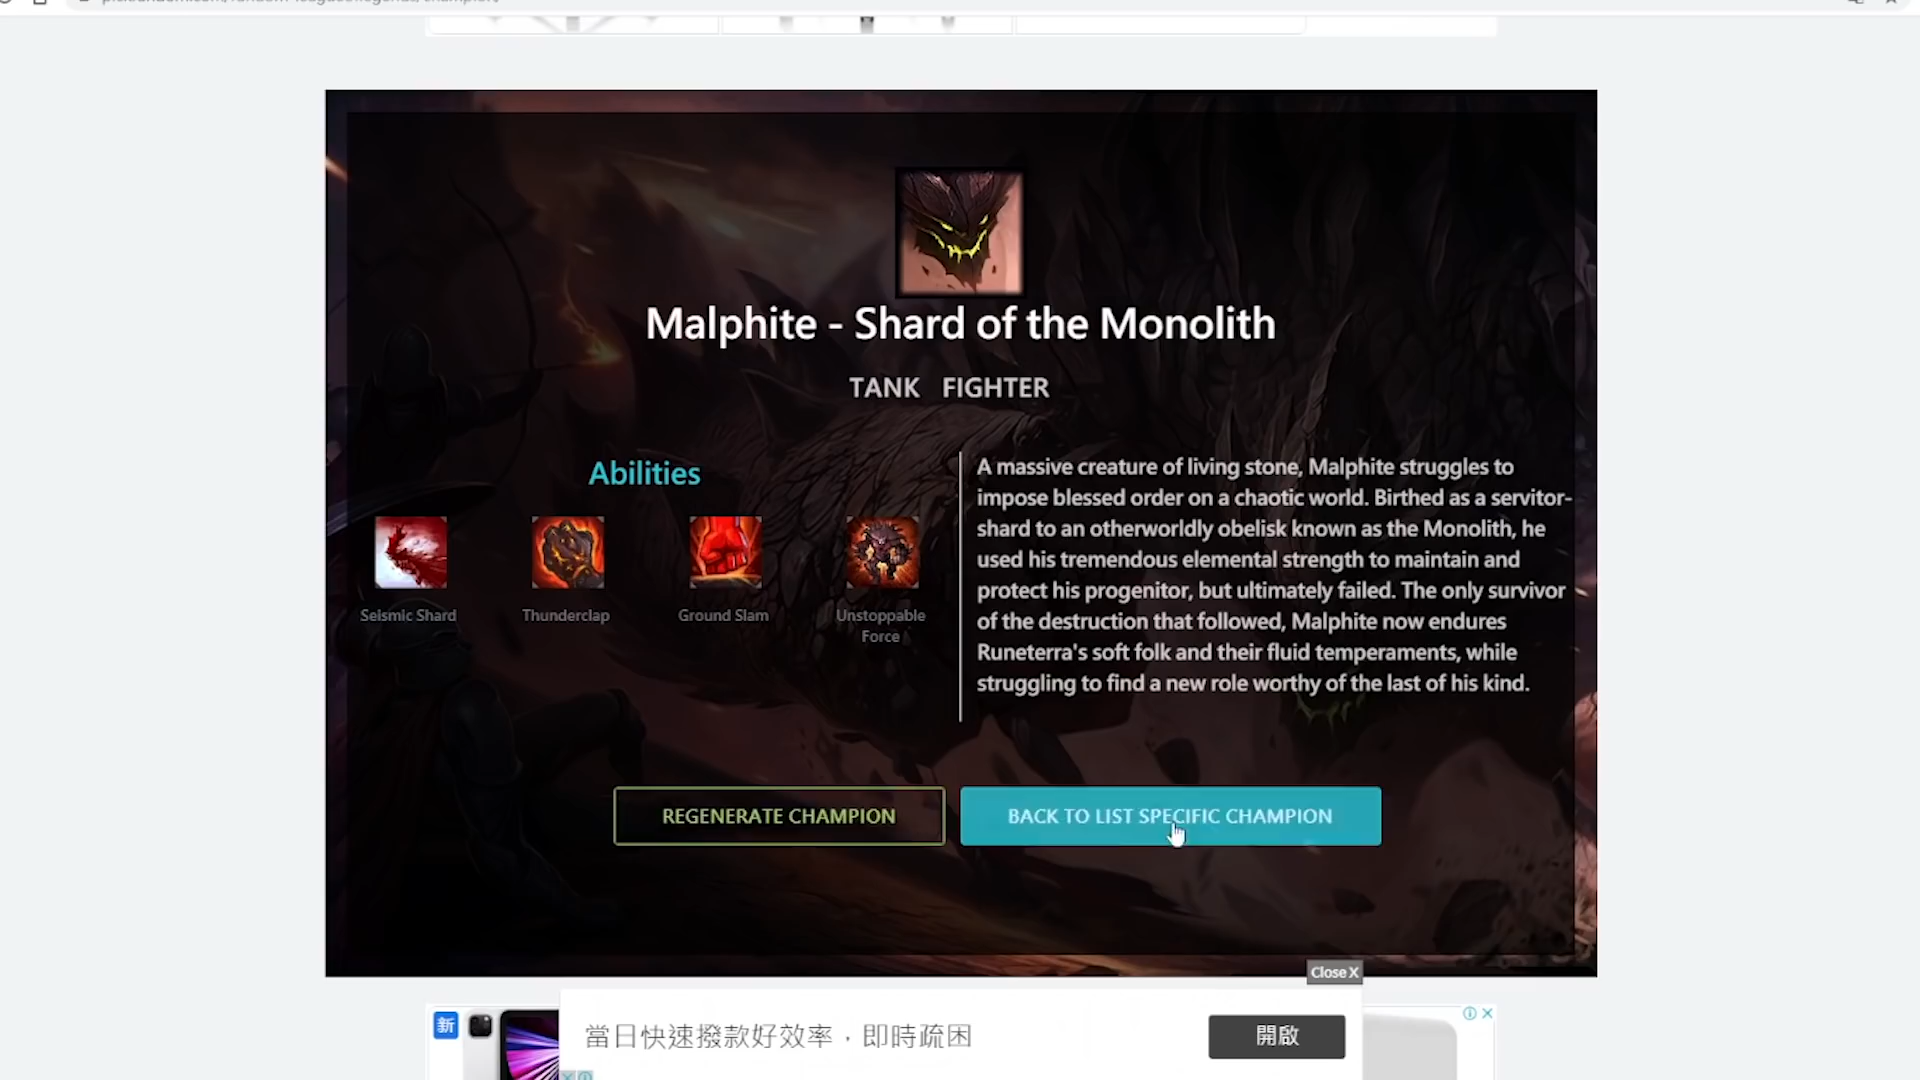 Malphite - Shard of the Monolith
TANK FIGHTER
Abilities
Seismic Shard
Thunderclap
Ground Slam
Unstoppable
Force
A massive creature of living stone, Malphite struggles to
impose blessed order on a chaotic world. Birthed as a servitor-
shard to an otherworldly obelisk known as the Monolith, he
used his tremendous elemental strength to maintain and
protect his progenitor, but ultimately failed. The only survivor
of the destruction that followed, Malphite now endures
Runeterra's soft folk and their fluid temperaments, while
struggling to find a new role worthy of the last of his kind.
REGENERATE CHAMPION
BACK TO LIST SPECIFIC CHAMPION
Close X
新
當日快速撥款好效率，即時疏困
開啟